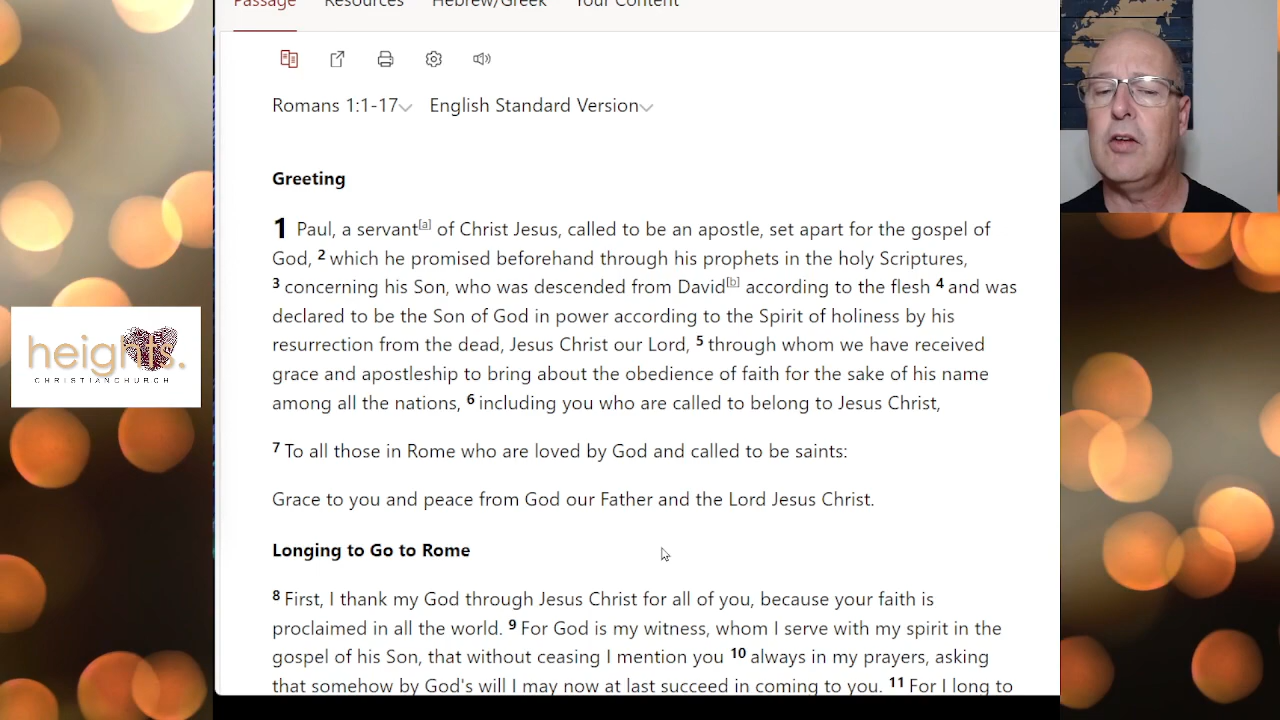 Passage Resources Hebrew/Greek Your Content
Romans 1:1-17 English Standard Version
Greeting
1 Paul, a servant[a] of Christ Jesus, called to be an apostle, set apart for the gospel of
God, 2 which he promised beforehand through his prophets in the holy Scriptures,
3 concerning his Son, who was descended from David[b] according to the flesh 4 and was
declared to be the Son of God in power according to the Spirit of holiness by his
resurrection from the dead, Jesus Christ our Lord, 5 through whom we have received
grace and apostleship to bring about the obedience of faith for the sake of his name
among all the nations, 6 including you who are called to belong to Jesus Christ,
7 To all those in Rome who are loved by God and called to be saints:
Grace to you and peace from God our Father and the Lord Jesus Christ.
Longing to Go to Rome
8 First, I thank my God through Jesus Christ for all of you, because your faith is
proclaimed in all the world. 9 For God is my witness, whom I serve with my spirit in the
gospel of his Son, that without ceasing I mention you 10 always in my prayers, asking
that somehow by God's will I may now at last succeed in coming to you. 11 For I long to
heights.
CHRISTIANCHURCH